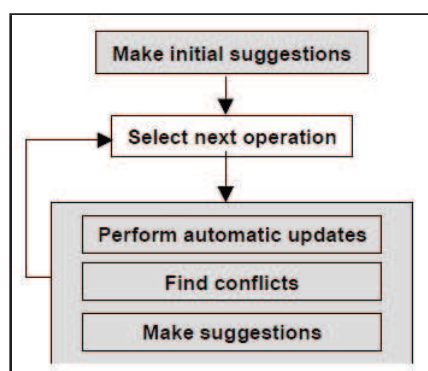 Make initial suggestions
Select next operation
Perform automatic updates
Find conflicts
Make suggestions